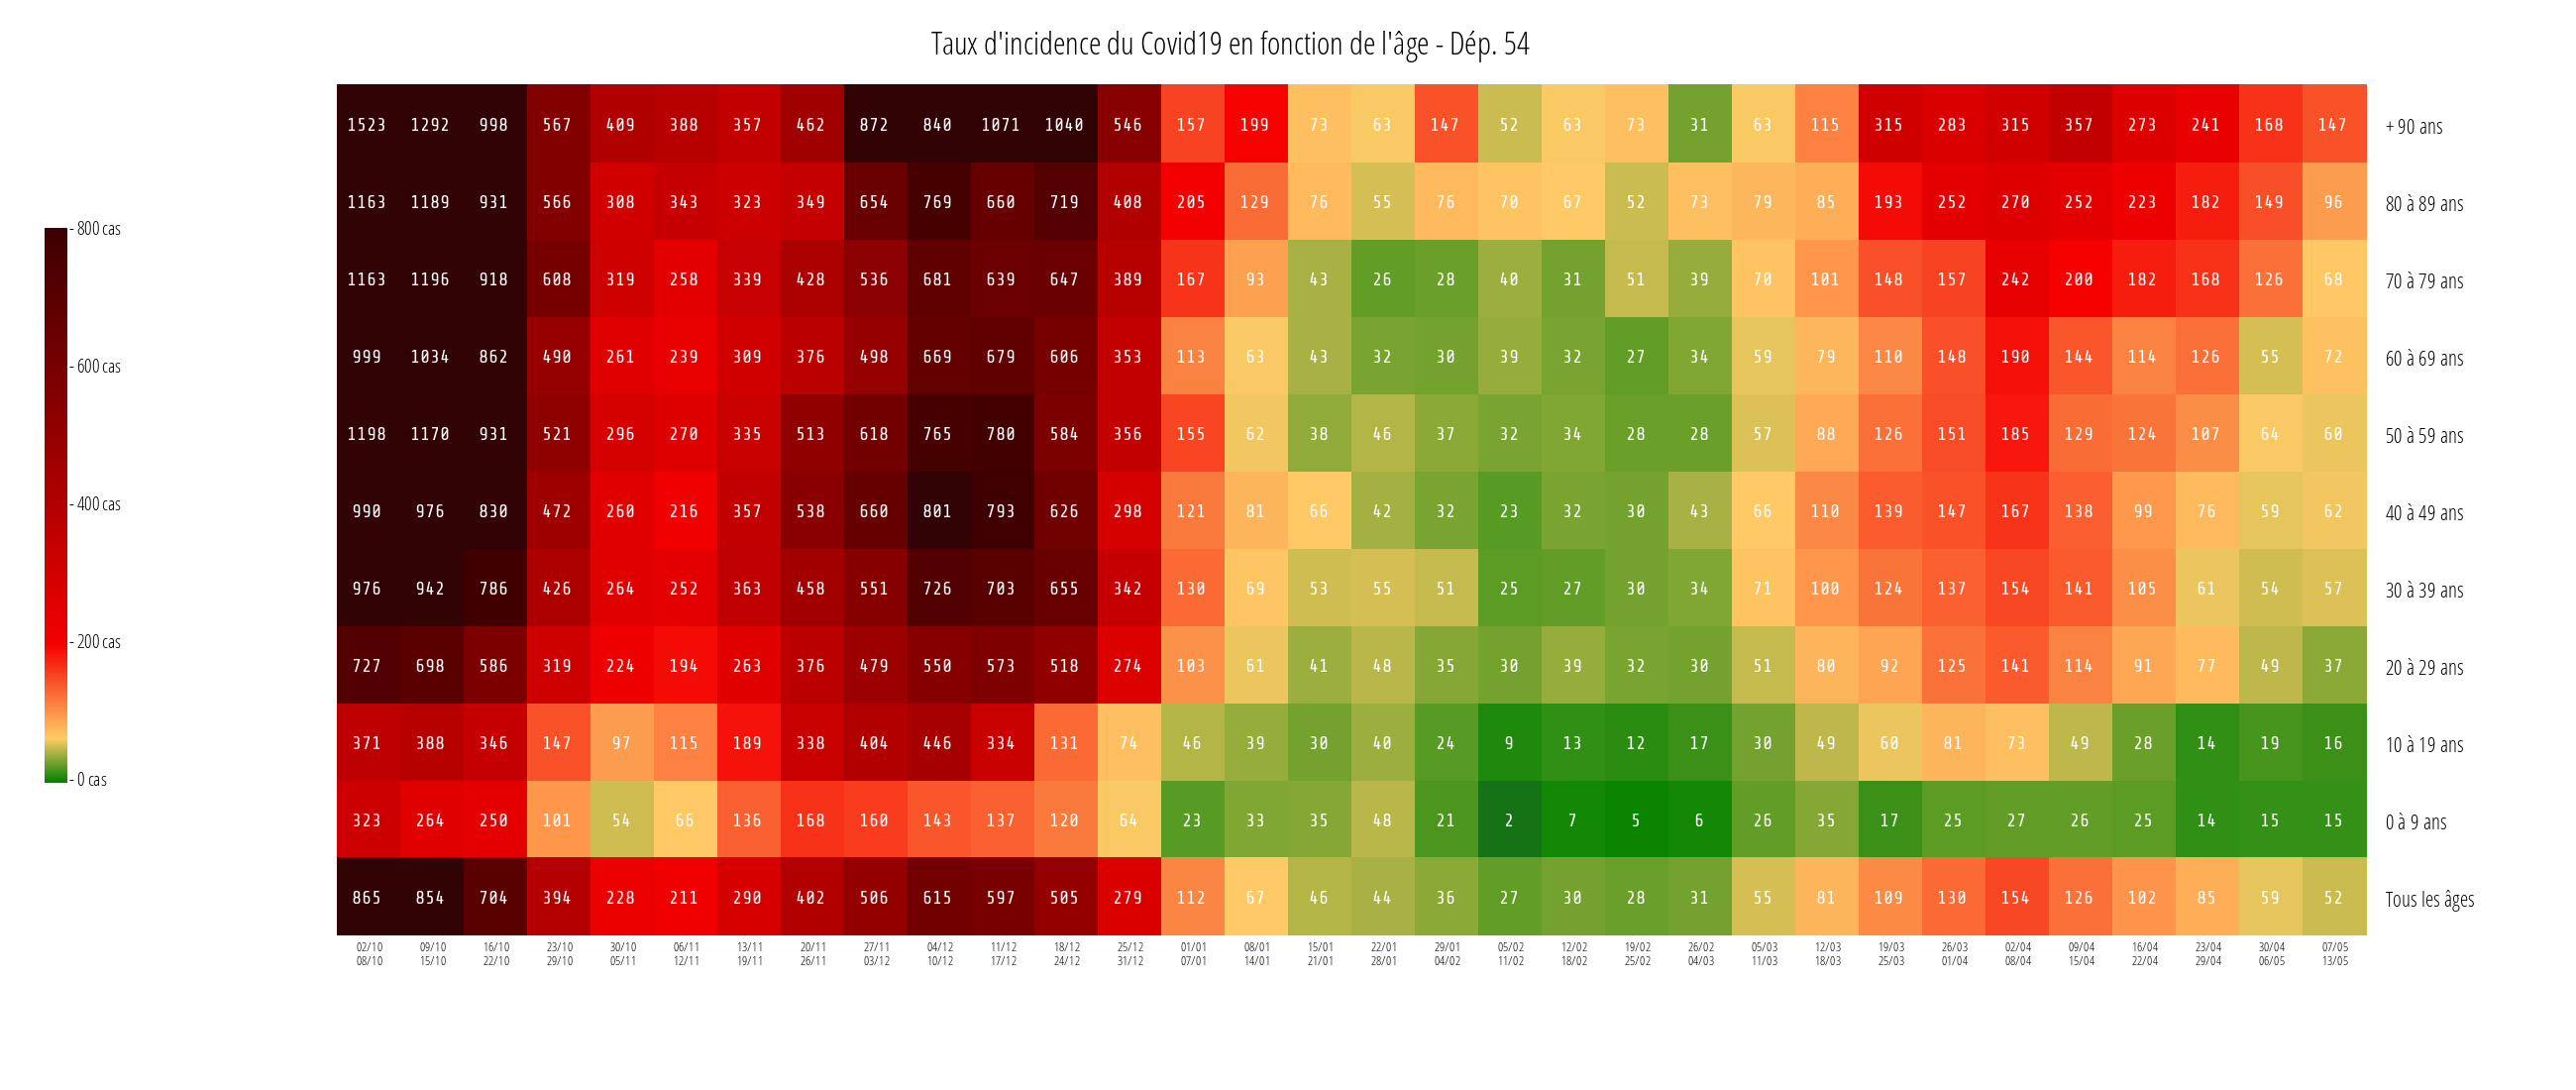 Taux d'incidence du Covid19 en fonction de l'âge - Dép. 54
- 800 cas
- 600 cas
- 400 cas
- 200 cas
- 0 cas
1523 1292 998 567 409 388 357 462 872 840 1071 1040 546 157 199 73 63 147 52 63 73 31 63 115 315 283 315 357 273 241 168 147 + 90 ans
1163 1189 931 566 308 343 323 349 654 769 660 719 408 205 129 76 55 76 70 67 52 73 79 85 193 252 270 252 223 182 149 96 80 à 89 ans
1163 1196 918 608 319 258 339 428 536 681 639 647 389 167 93 43 26 28 40 31 51 39 70 101 148 157 242 200 182 168 126 68 70 à 79 ans
999 1034 862 490 261 239 309 376 498 669 679 606 353 113 63 43 32 30 39 32 27 34 59 79 110 148 190 144 114 126 55 72 60 à 69 ans
1198 1170 931 521 296 270 335 513 618 765 780 584 356 155 62 38 46 37 32 34 28 28 57 88 126 151 185 129 124 107 64 60 50 à 59 ans
990 976 830 472 260 216 357 538 660 801 793 626 298 121 81 66 42 32 23 32 30 43 66 110 139 147 167 138 99 76 59 62 40 à 49 ans
976 942 786 426 264 252 363 458 551 726 703 655 342 130 69 53 55 51 25 27 30 34 71 100 124 137 154 141 105 61 54 57 30 à 39 ans
727 698 586 319 224 194 263 376 479 550 573 518 274 103 61 41 48 35 30 39 32 30 51 80 92 125 141 114 91 77 49 37 20 à 29 ans
371 388 346 147 97 115 189 338 404 446 334 131 74 46 39 30 40 24 9 13 12 17 30 49 60 81 73 49 28 14 19 16 10 à 19 ans
323 264 250 101 54 66 136 168 160 143 137 120 64 23 33 35 48 21 2 7 5 6 26 35 17 25 27 26 25 14 15 15 0 à 9 ans
865 854 704 394 228 211 290 402 506 615 597 505 279 112 67 46 44 36 27 30 28 31 55 81 109 130 154 126 102 85 59 52 Tous les âges
02/10 09/10 16/10 23/10 30/10 06/11 13/11 20/11 27/11 04/12 11/12 18/12 25/12 01/01 08/01 15/01 22/01 29/01 05/02 12/02 19/02 26/02 05/03 12/03 19/03 26/03 02/04 09/04 16/04 23/04 30/04 07/05
08/10 15/10 22/10 29/10 05/11 12/11 19/11 26/11 03/12 10/12 17/12 24/12 31/12 07/01 14/01 21/01 28/01 04/02 11/02 18/02 25/02 04/03 11/03 18/03 25/03 01/04 08/04 15/04 22/04 29/04 06/05 13/05